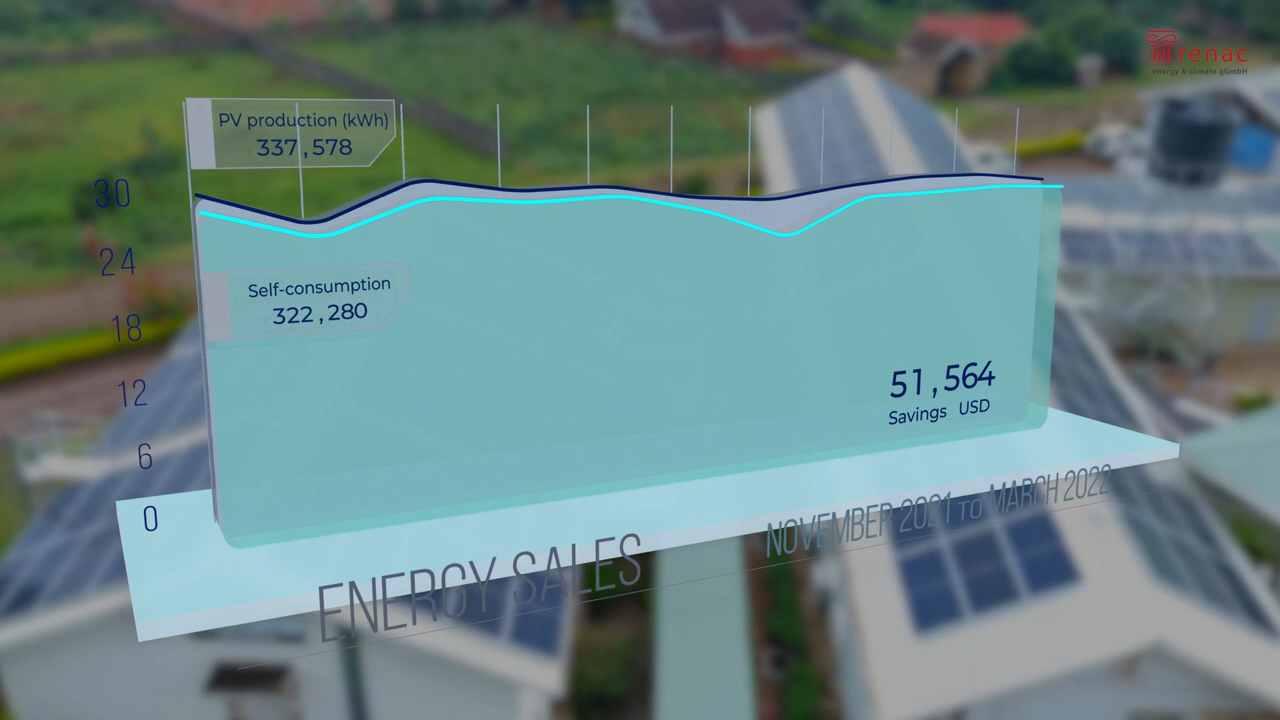 renac
energy & climate gGmbH
PV production (kWh)
337,578
30
24
18
12
6
0
Self-consumption
322,280
51,564
Savings USD
ENERGY SALES
NOVEMBER 2021 TO MARCH 2022